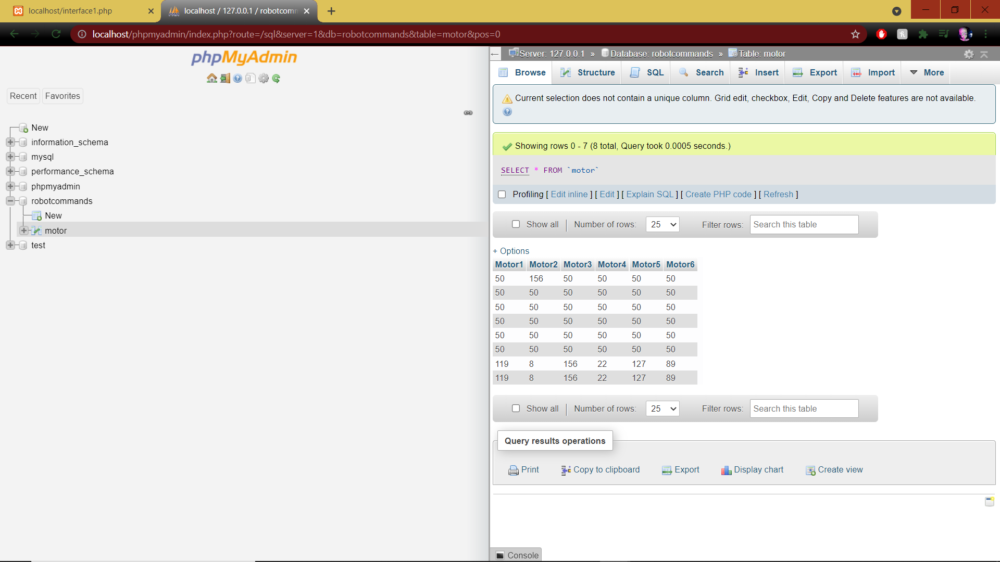 localhost/interface1.php
localhost / 127.0.0.1 / robotcomm
localhost/phpmyadmin/index.php?route=/sql&server=1&db=robotcommands&table=motor&pos=0
phpMyAdmin
Recent Favorites
New
information_schema
mysql
performance_schema
phpmyadmin
robotcommands
New
motor
test
Server: 127.0.0.1 » Database: robotcommands » Table: motor
Browse Structure SQL Search Insert Export Import More
Current selection does not contain a unique column. Grid edit, checkbox, Edit, Copy and Delete features are not available.
Showing rows 0 - 7 (8 total, Query took 0.0005 seconds.)
SELECT * FROM `motor`
Profiling [ Edit inline ] [ Edit ] [ Explain SQL ] [ Create PHP code ] [ Refresh ]
Show all | Number of rows: 25 Filter rows: Search this table
+ Options
Motor1 Motor2 Motor3 Motor4 Motor5 Motor6
50 156 50 50 50 50
50 50 50 50 50 50
50 50 50 50 50 50
50 50 50 50 50 50
50 50 50 50 50 50
50 50 50 50 50 50
119 8 156 22 127 89
119 8 156 22 127 89
Show all | Number of rows: 25 Filter rows: Search this table
Query results operations
Print Copy to clipboard Export Display chart Create view
Console